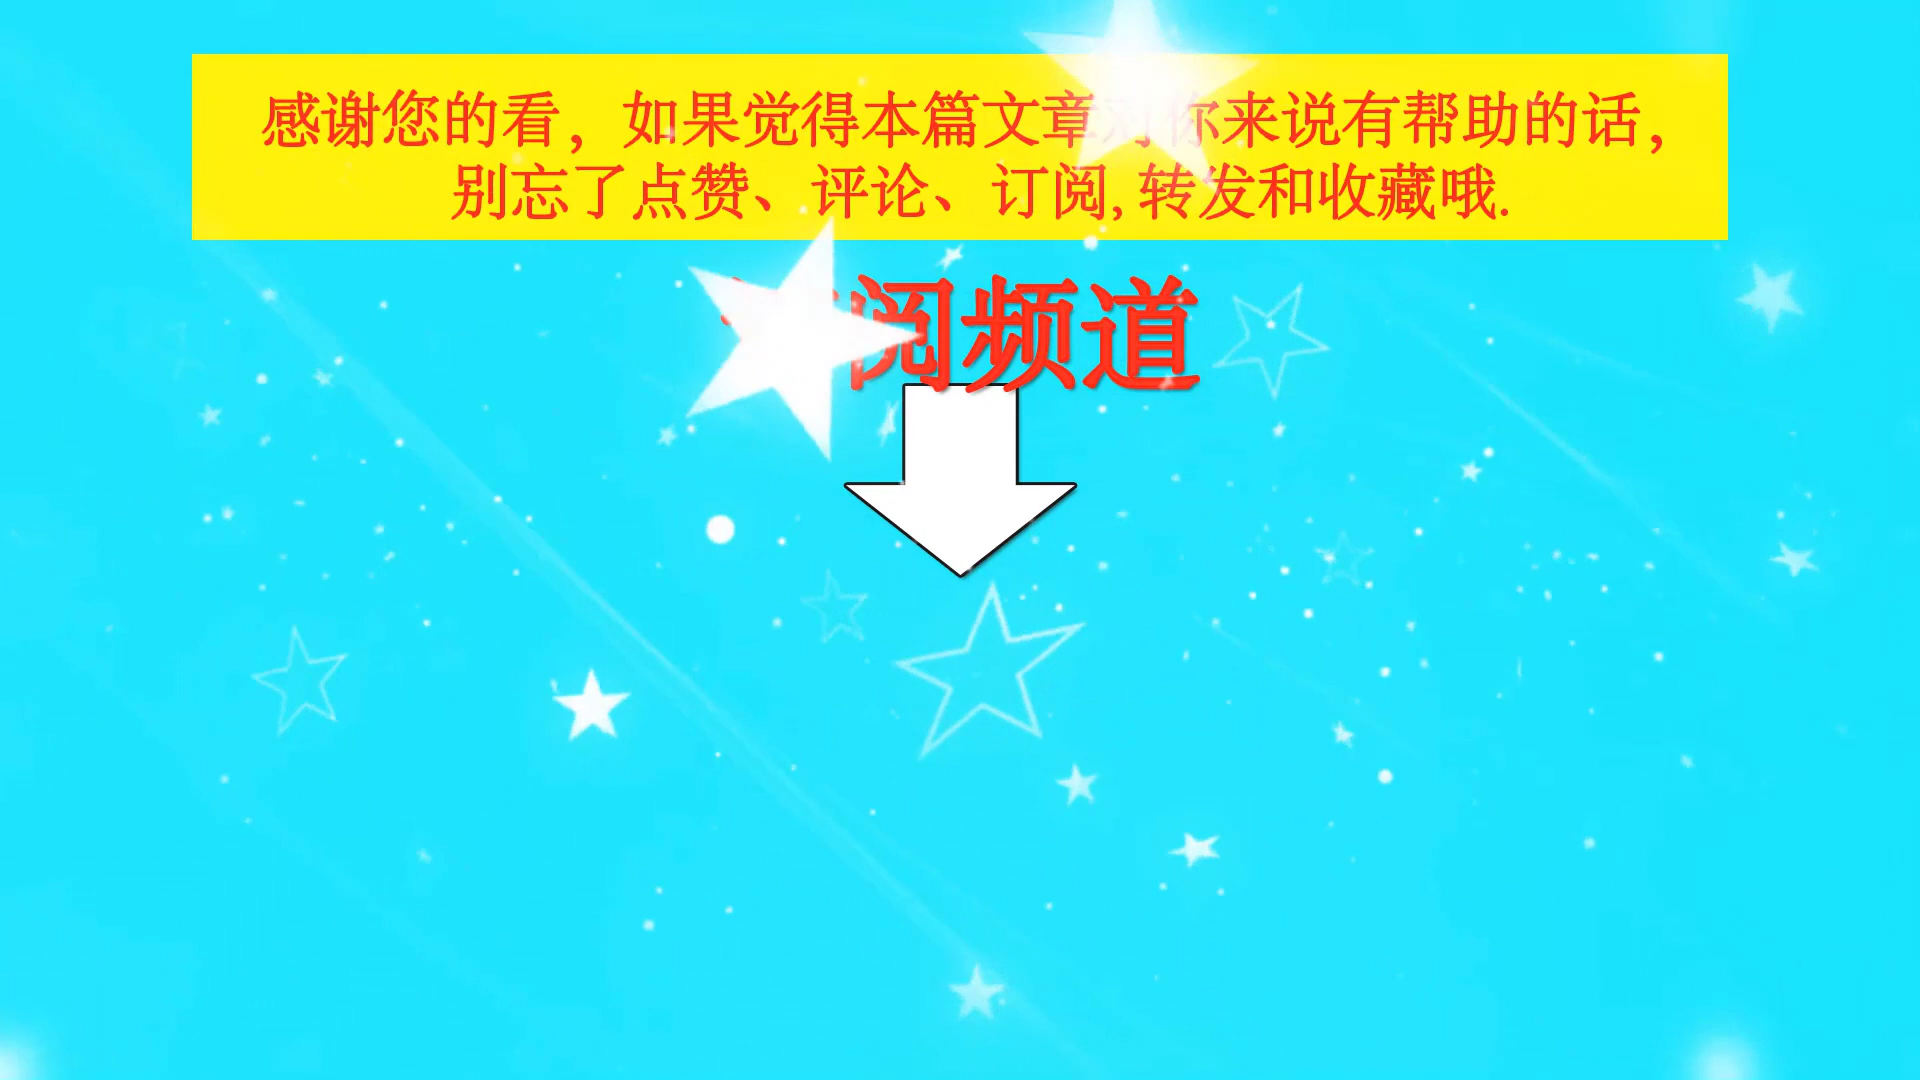 感谢您的看，如果觉得本篇文章对你来说有帮助的话，
别忘了点赞、评论、订阅,转发和收藏哦.
阅频道